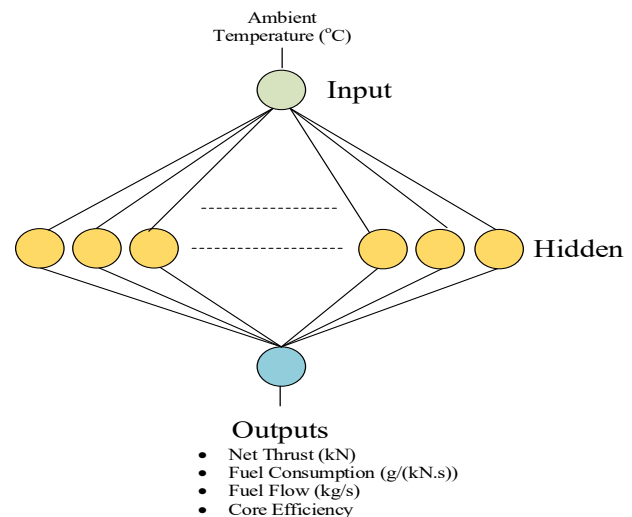 Ambient
Temperature (°C)
Input
Hidden
Outputs
• Net Thrust (kN)
• Fuel Consumption (g/(kN.s))
• Fuel Flow (kg/s)
• Core Efficiency